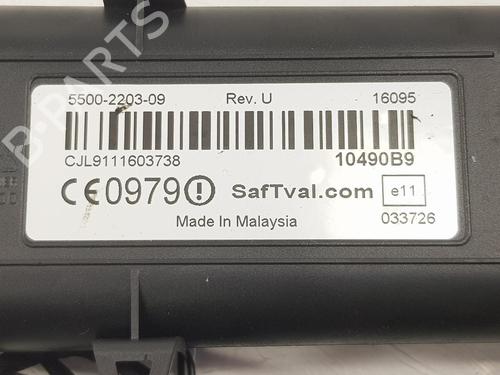 B-PARTS
5500-2203-09 Rev. U 16095
CJL9111603738 10490B9
CE0979 SafTval.com e11
Made In Malaysia 033726